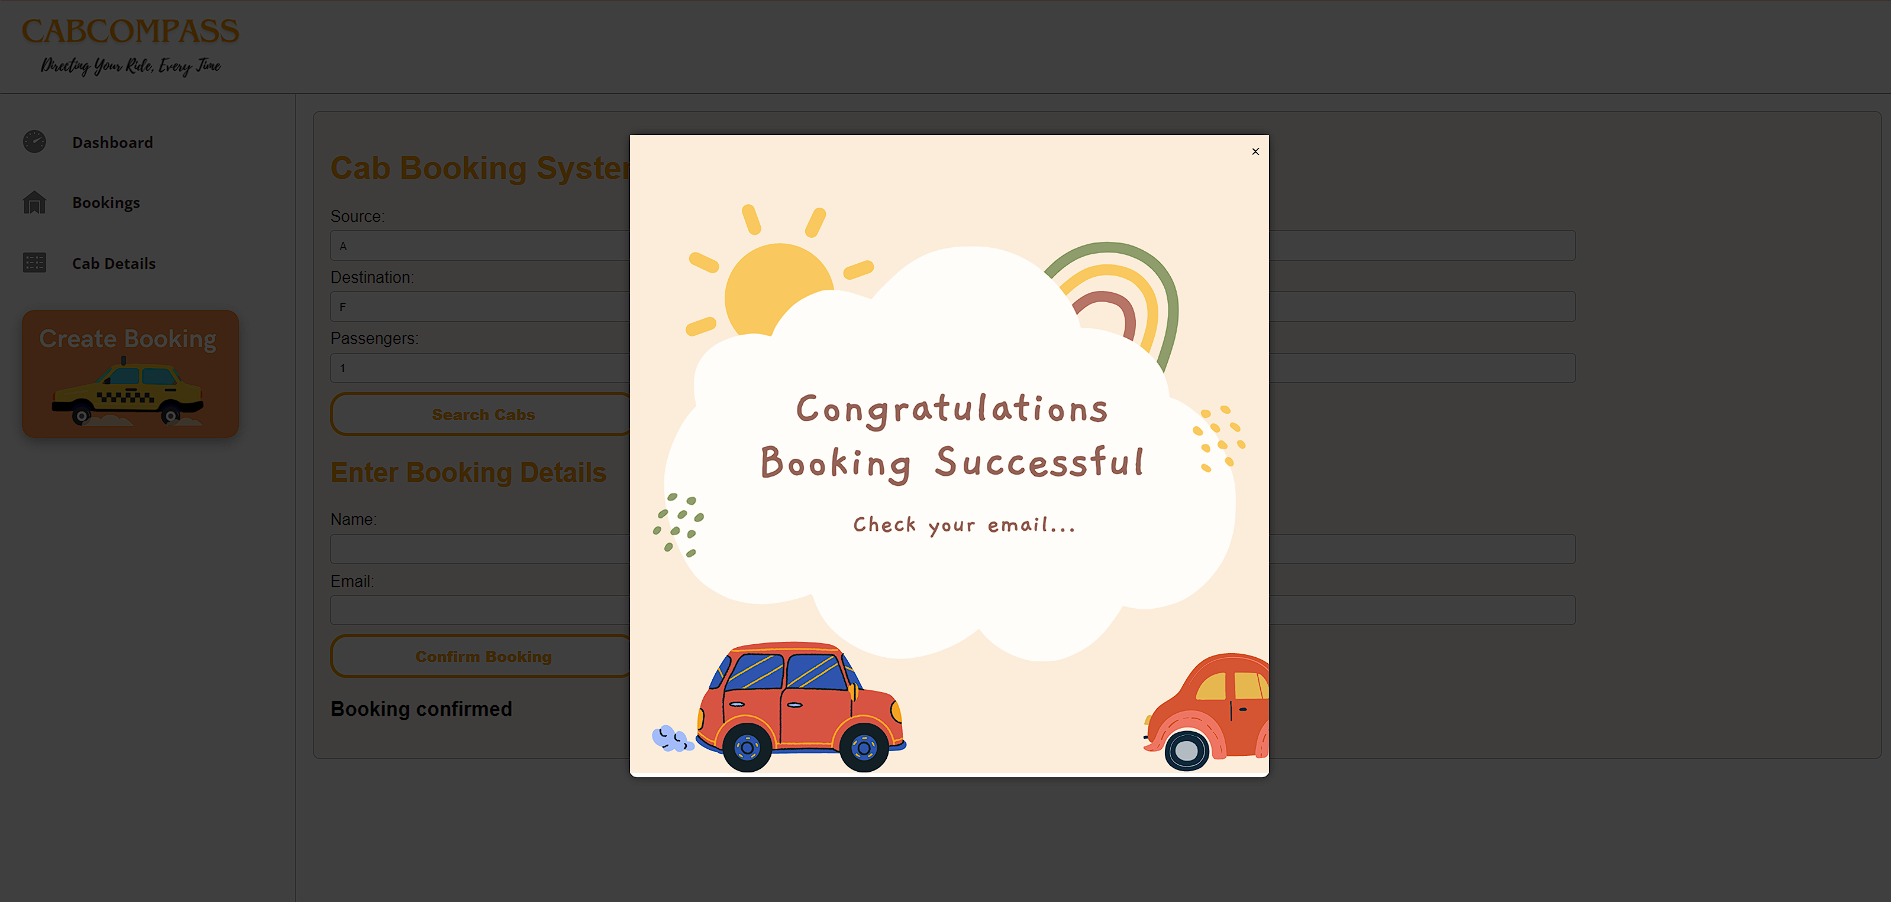 CABCOMPASS
Directing Your Ride, Every Time
Dashboard
Bookings
Cab Details
Create Booking
Cab Booking Syste
Source:
A
Destination:
F
Passengers:
1
Search Cabs
Enter Booking Details
Name:
Email:
Confirm Booking
Booking confirmed
×
Congratulations
Booking Successful
Check your email...